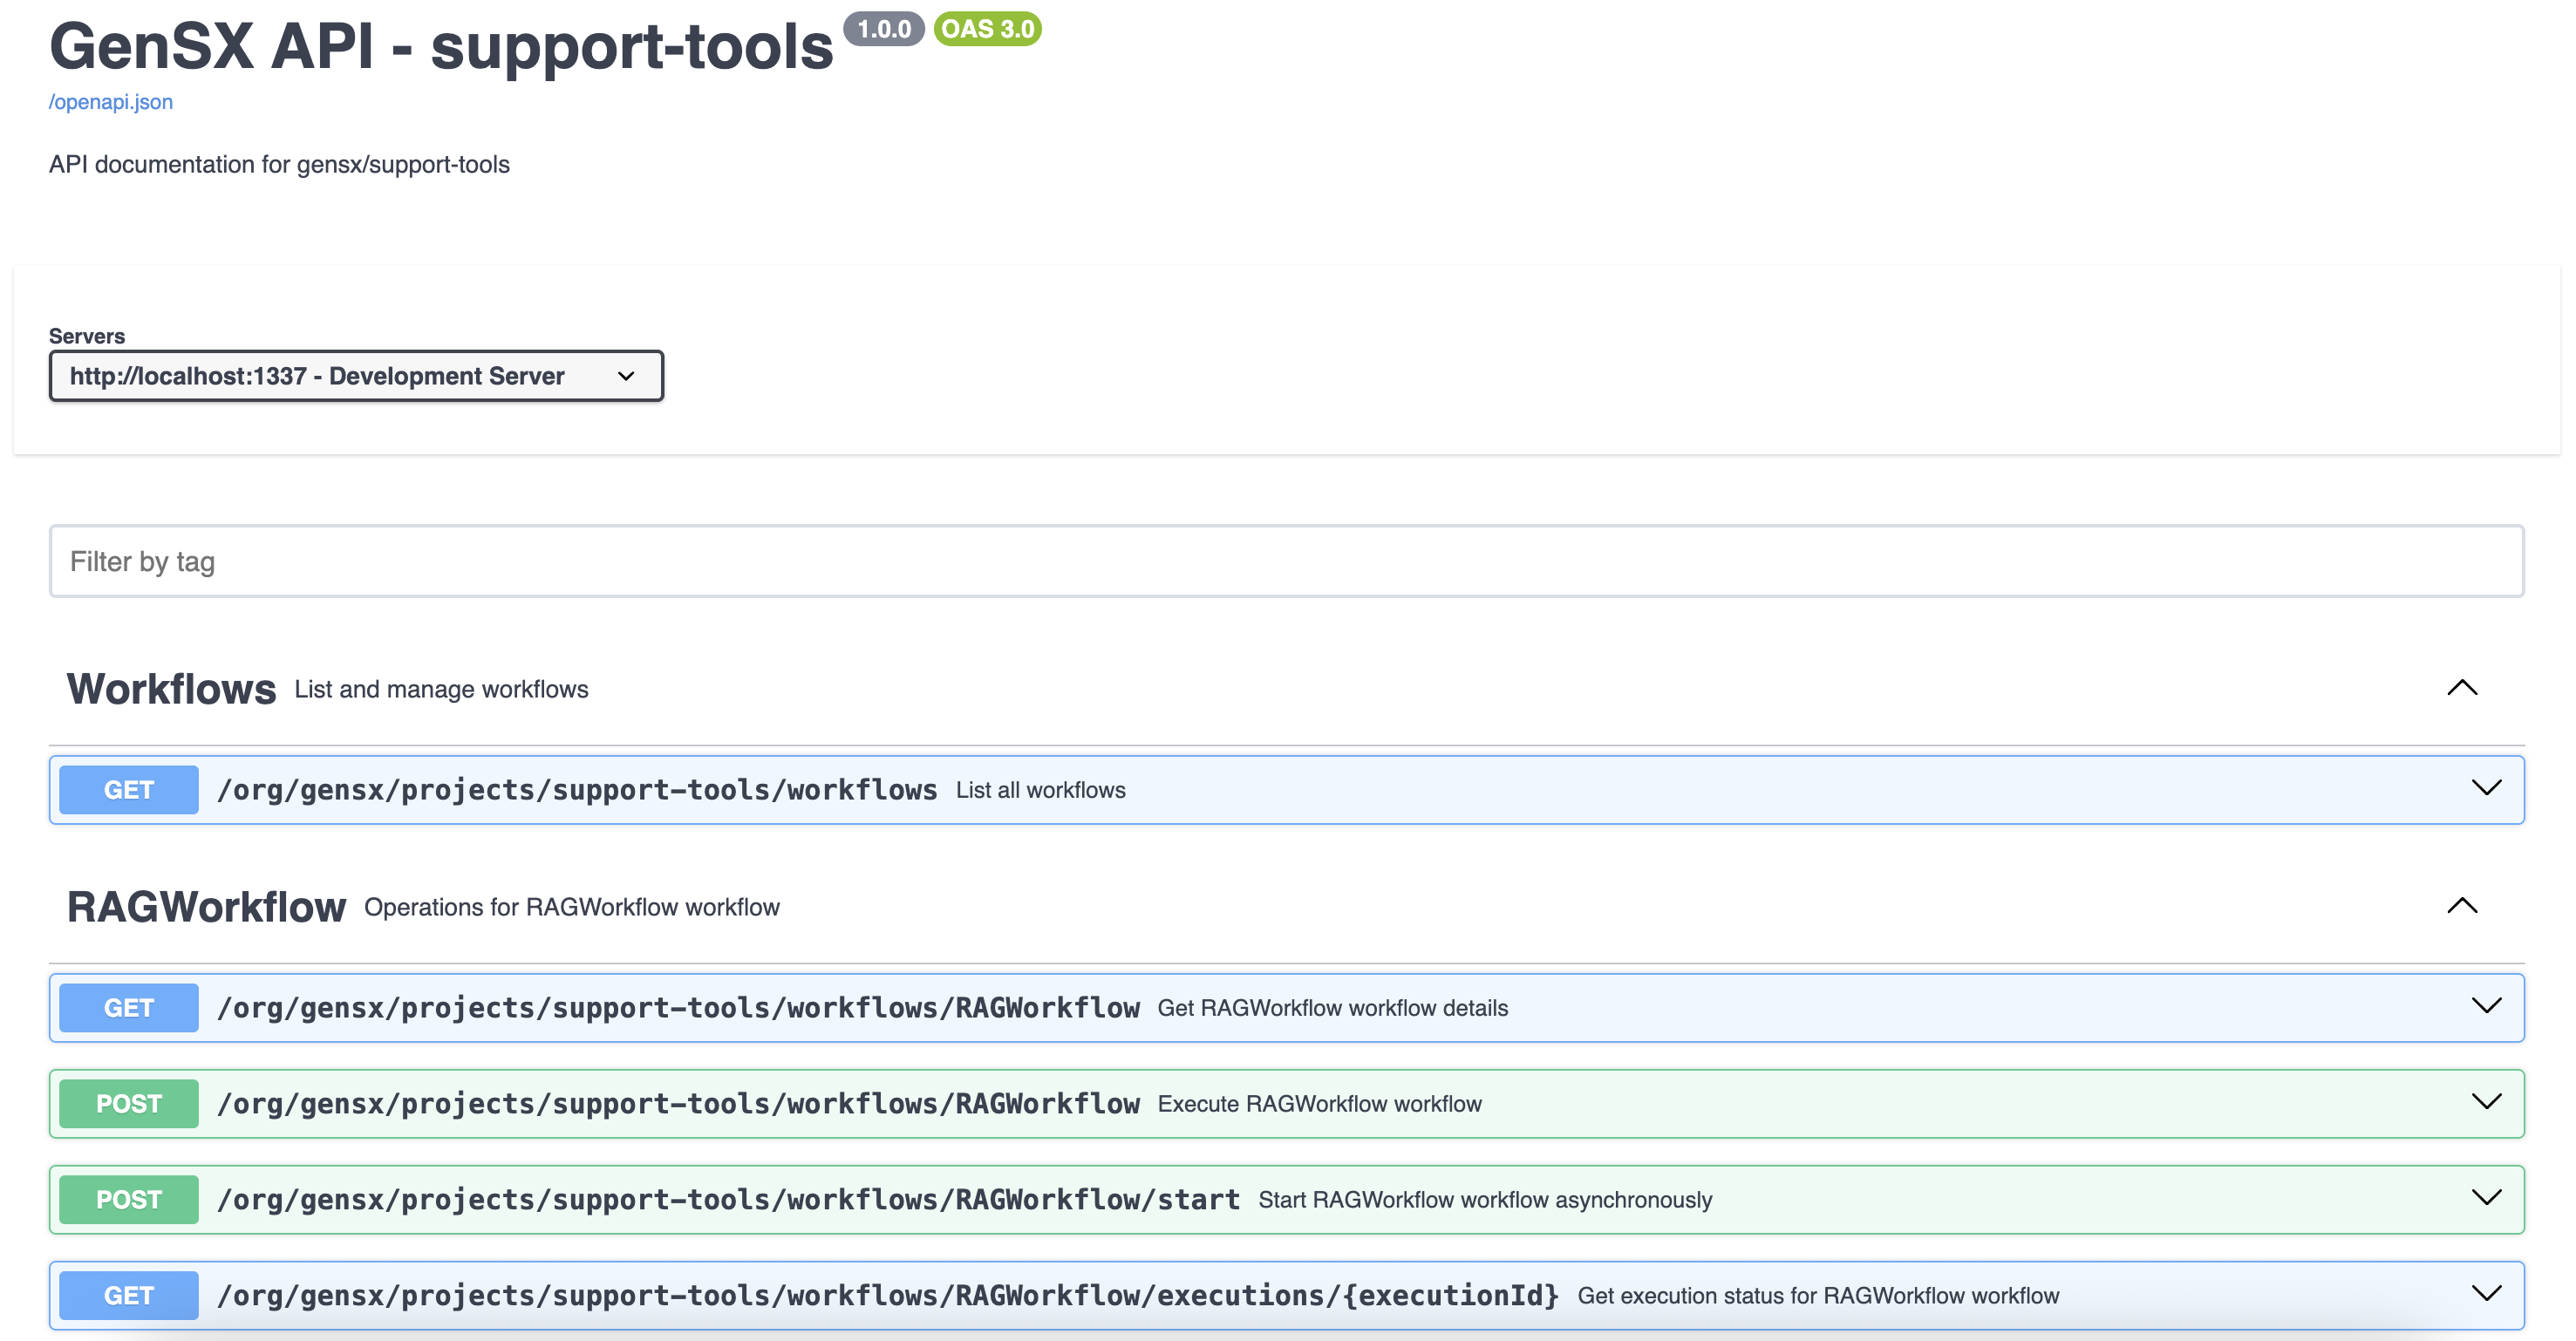 GenSX API - support-tools 1.0.0 OAS 3.0
/openapi.json
API documentation for gensx/support-tools
Servers
http://localhost:1337 - Development Server
Filter by tag
Workflows List and manage workflows
GET /org/gensx/projects/support-tools/workflows List all workflows
RAGWorkflow Operations for RAGWorkflow workflow
GET /org/gensx/projects/support-tools/workflows/RAGWorkflow Get RAGWorkflow workflow details
POST /org/gensx/projects/support-tools/workflows/RAGWorkflow Execute RAGWorkflow workflow
POST /org/gensx/projects/support-tools/workflows/RAGWorkflow/start Start RAGWorkflow workflow asynchronously
GET /org/gensx/projects/support-tools/workflows/RAGWorkflow/executions/{executionId} Get execution status for RAGWorkflow workflow